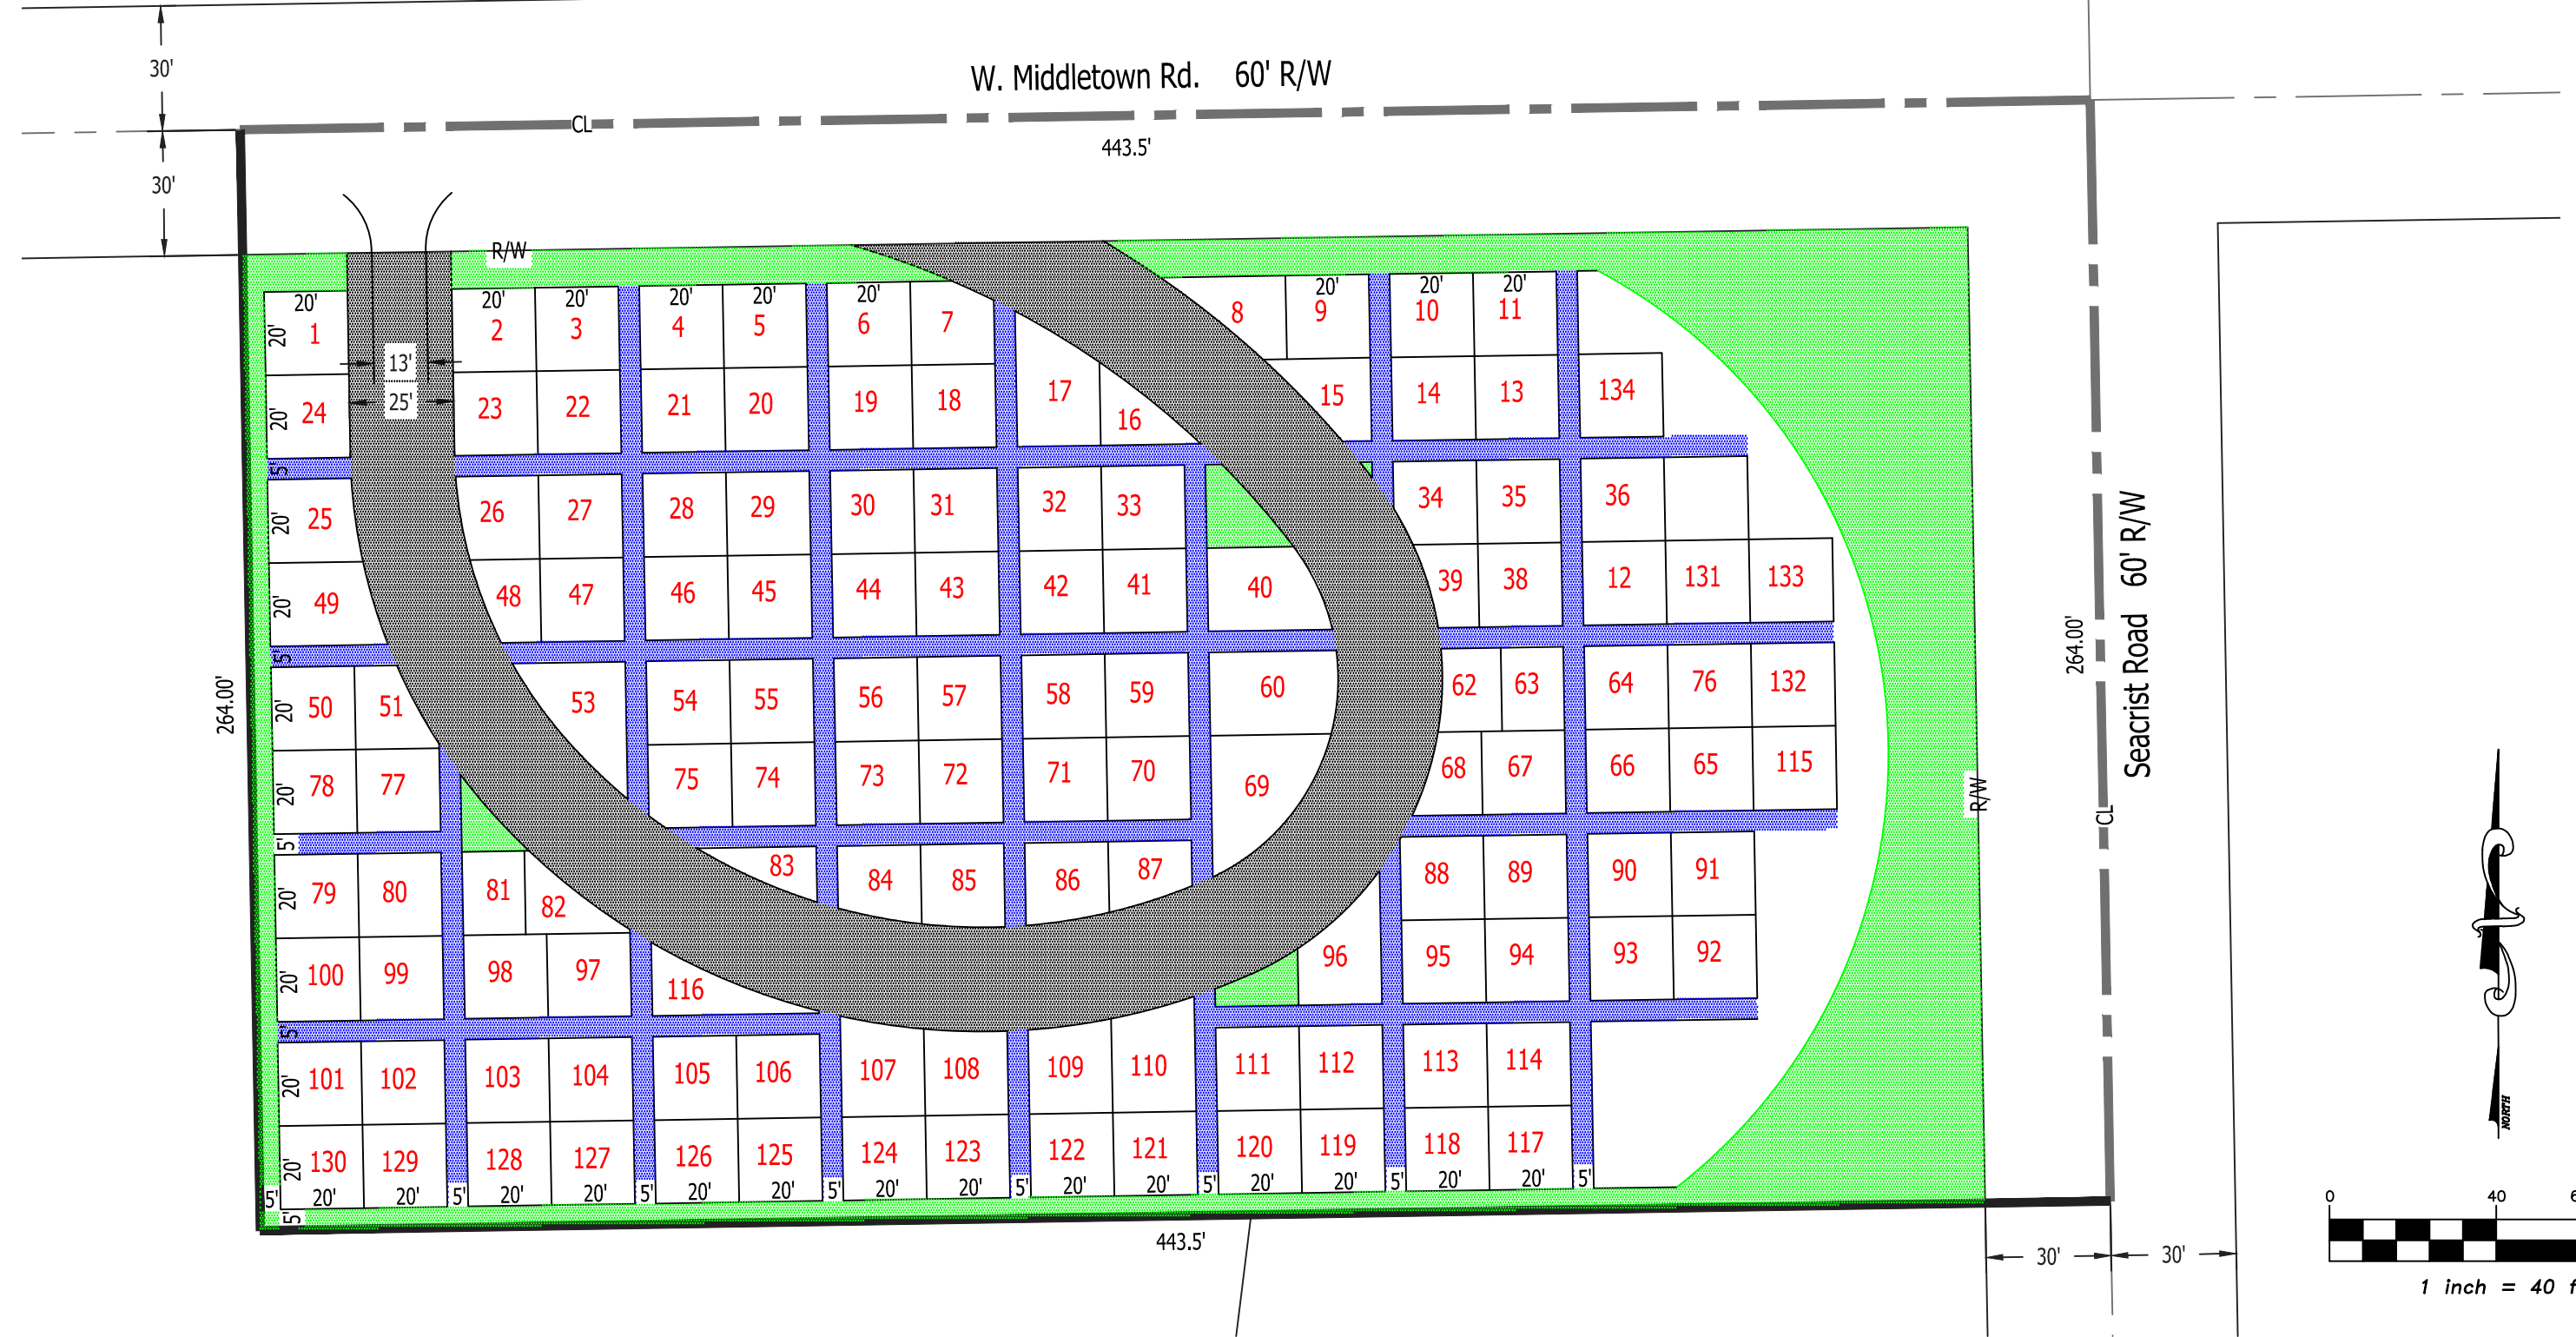 30'
W. Middletown Rd. 60' R/W
CL
443.5'
30'
R/W
20' 20' 20' 20' 20' 20' 20' 20' 20'
20' 1 2 3 4 5 6 7 8 9 10 11
13'
25'
20' 24 23 22 21 20 19 18 17 16 15 14 13 134
5'
20' 25 26 27 28 29 30 31 32 33 34 35 36
20' 49 48 47 46 45 44 43 42 41 40 39 38 12 131 133
5'
264.00'
20' 50 51 53 54 55 56 57 58 59 60 62 63 64 76 132
20' 78 77 75 74 73 72 71 70 69 68 67 66 65 115
5'
20' 79 80 81 82 83 84 85 86 87 88 89 90 91
20' 100 99 98 97 116 96 95 94 93 92
5'
20' 101 102 103 104 105 106 107 108 109 110 111 112 113 114
20' 130 129 128 127 126 125 124 123 122 121 120 119 118 117
5' 20' 20' 5' 20' 20' 5' 20' 20' 5' 20' 20' 5' 20' 20' 5' 20' 20' 5' 20' 20' 5'
5'
443.5'
264.00'
Seacrist Road 60' R/W
R/W
CL
30' 30'
NORTH
0 40
1 inch = 40 f